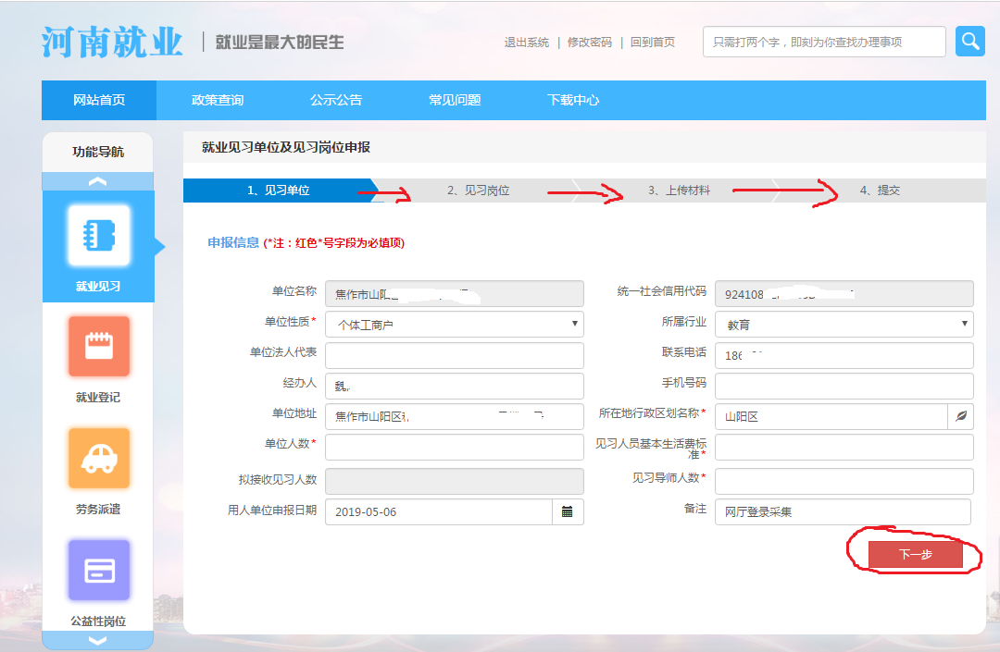 河南就业 | 就业是最大的民生
退出系统 | 修改密码 | 回到首页
只需打两个字，即刻为你查找办理事项
网站首页 政策查询 公示公告 常见问题 下载中心
功能导航
就业见习
就业登记
劳务派遣
公益性岗位
就业见习单位及见习岗位申报
1、见习单位 2、见习岗位 3、上传材料 4、提交
申报信息 (*注：红色*号字段为必填项)
单位名称 焦作市山阳 统一社会信用代码 924108
单位性质* 个体工商户 所属行业 教育
单位法人代表 联系电话 186
经办人 魏 手机号码
单位地址 焦作市山阳区 所在地行政区划名称* 山阳区
单位人数* 见习人员基本生活费标
准*
拟接收见习人数 见习导师人数*
用人单位申报日期 2019-05-06 备注 网厅登录采集
下一步